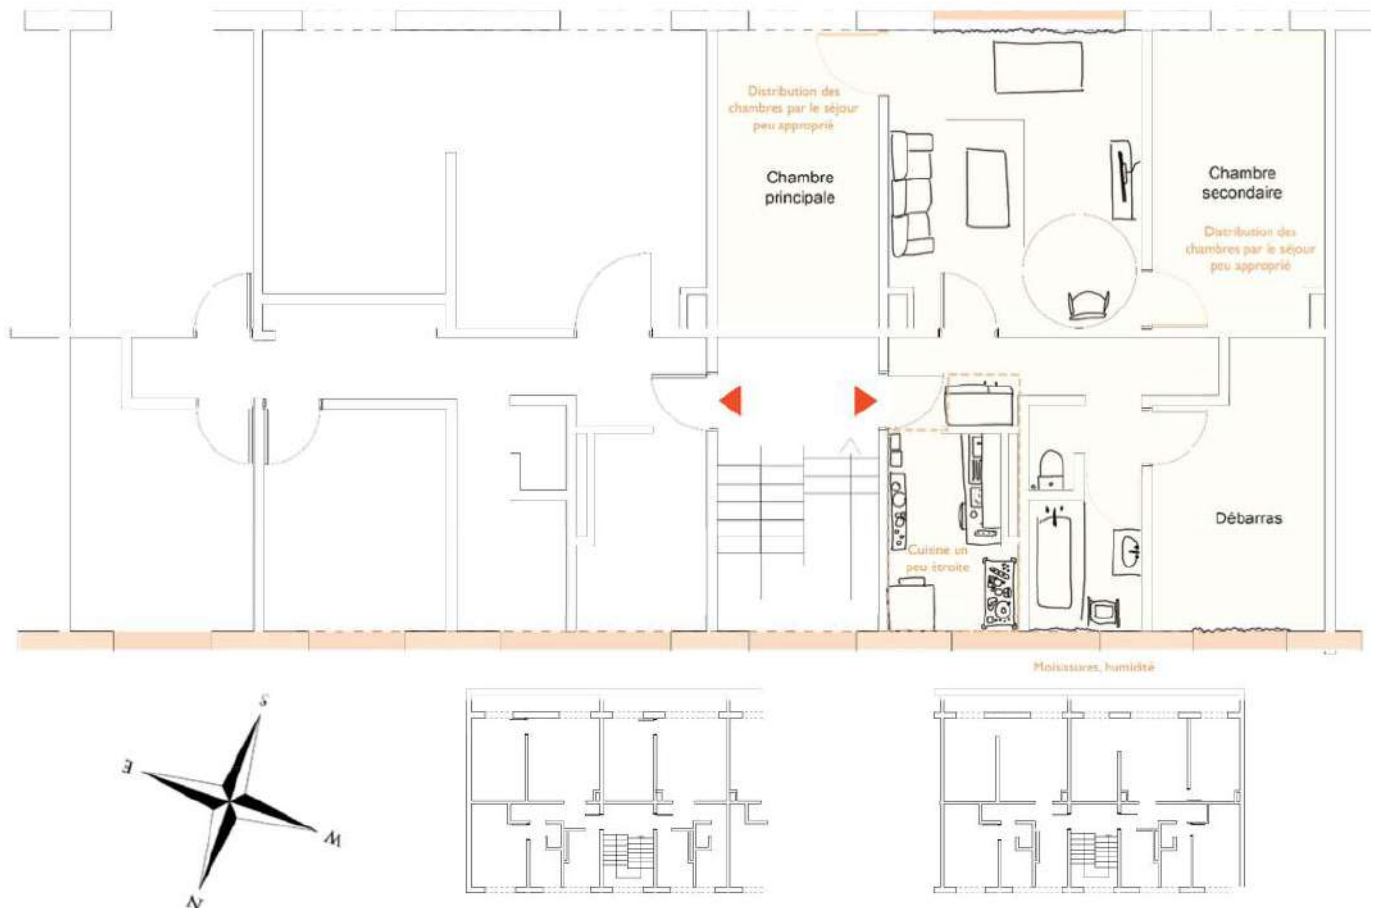 Distribution des
chambres par le séjour
peu approprié
Chambre
principale
Chambre
secondaire
Distribution des
chambres par le séjour
peu approprié
Débarras
Cuisine un
peu étroite
Moisissures, humidité
S
E
W
N